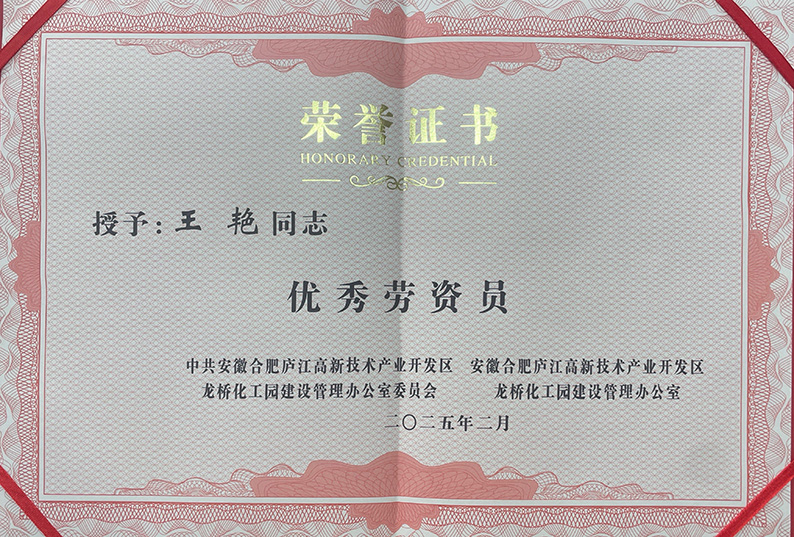 荣誉证书
HONORARY CREDENTIAL
授予：王 艳 同志
优秀劳资员
中共安徽合肥庐江高新技术产业开发区 安徽合肥庐江高新技术产业开发区
龙桥化工园建设管理办公室委员会 龙桥化工园建设管理办公室
二〇二五年二月